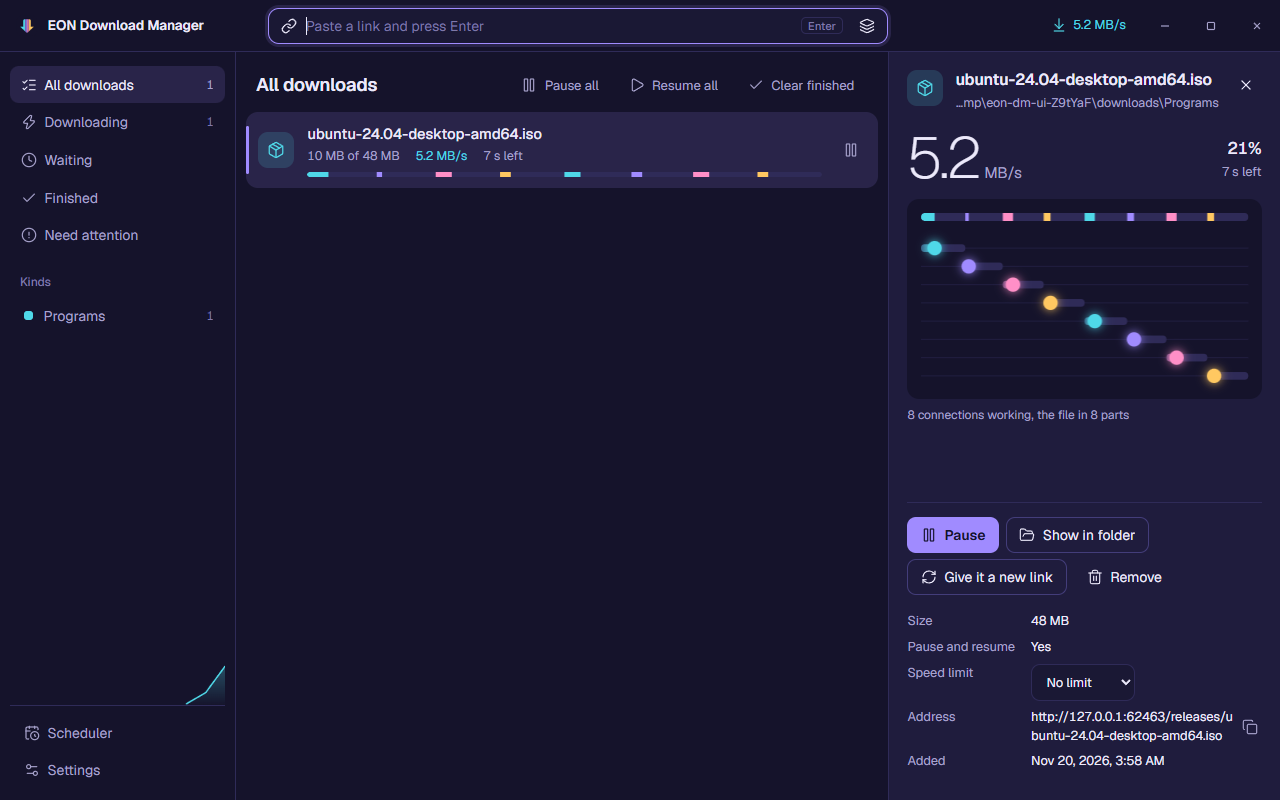 EON Download Manager
Paste a link and press Enter
Enter
5.2 MB/s
All downloads 1
Downloading 1
Waiting
Finished
Need attention
Kinds
Programs 1
Scheduler
Settings
All downloads
Pause all
Resume all
Clear finished
ubuntu-24.04-desktop-amd64.iso
10 MB of 48 MB 5.2 MB/s 7 s left
ubuntu-24.04-desktop-amd64.iso
…mp\eon-dm-ui-Z9tYaF\downloads\Programs
5.2 MB/s
21%
7 s left
8 connections working, the file in 8 parts
Pause
Show in folder
Give it a new link
Remove
Size 48 MB
Pause and resume Yes
Speed limit No limit
Address http://127.0.0.1:62463/releases/u
buntu-24.04-desktop-amd64.iso
Added Nov 20, 2026, 3:58 AM